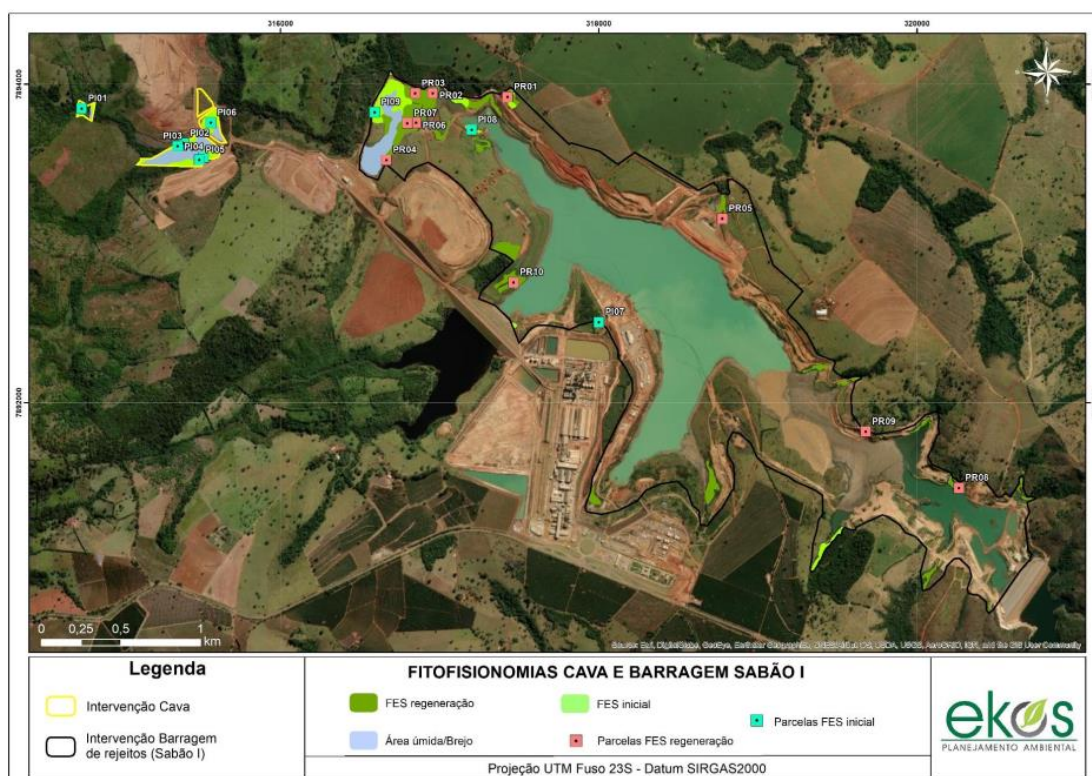 316000
318000
320000
7894000
7894000
7892000
7892000
PI01
PI06
PI03
PI02
PI04
PI05
PR03
PR02
PR01
PI09
PR07
PR06
PI08
PR04
PR05
PR10
PI07
PR09
PR08
0 0,25 0,5 1
km
Legenda
Intervenção Cava
Intervenção Barragem
de rejeitos (Sabão I)
FITOFISIONOMIAS CAVA E BARRAGEM SABÃO I
FES regeneração
FES inicial
Parcelas FES inicial
Área úmida/Brejo
Parcelas FES regeneração
Projeção UTM Fuso 23S - Datum SIRGAS2000
ekos
PLANEJAMENTO AMBIENTAL